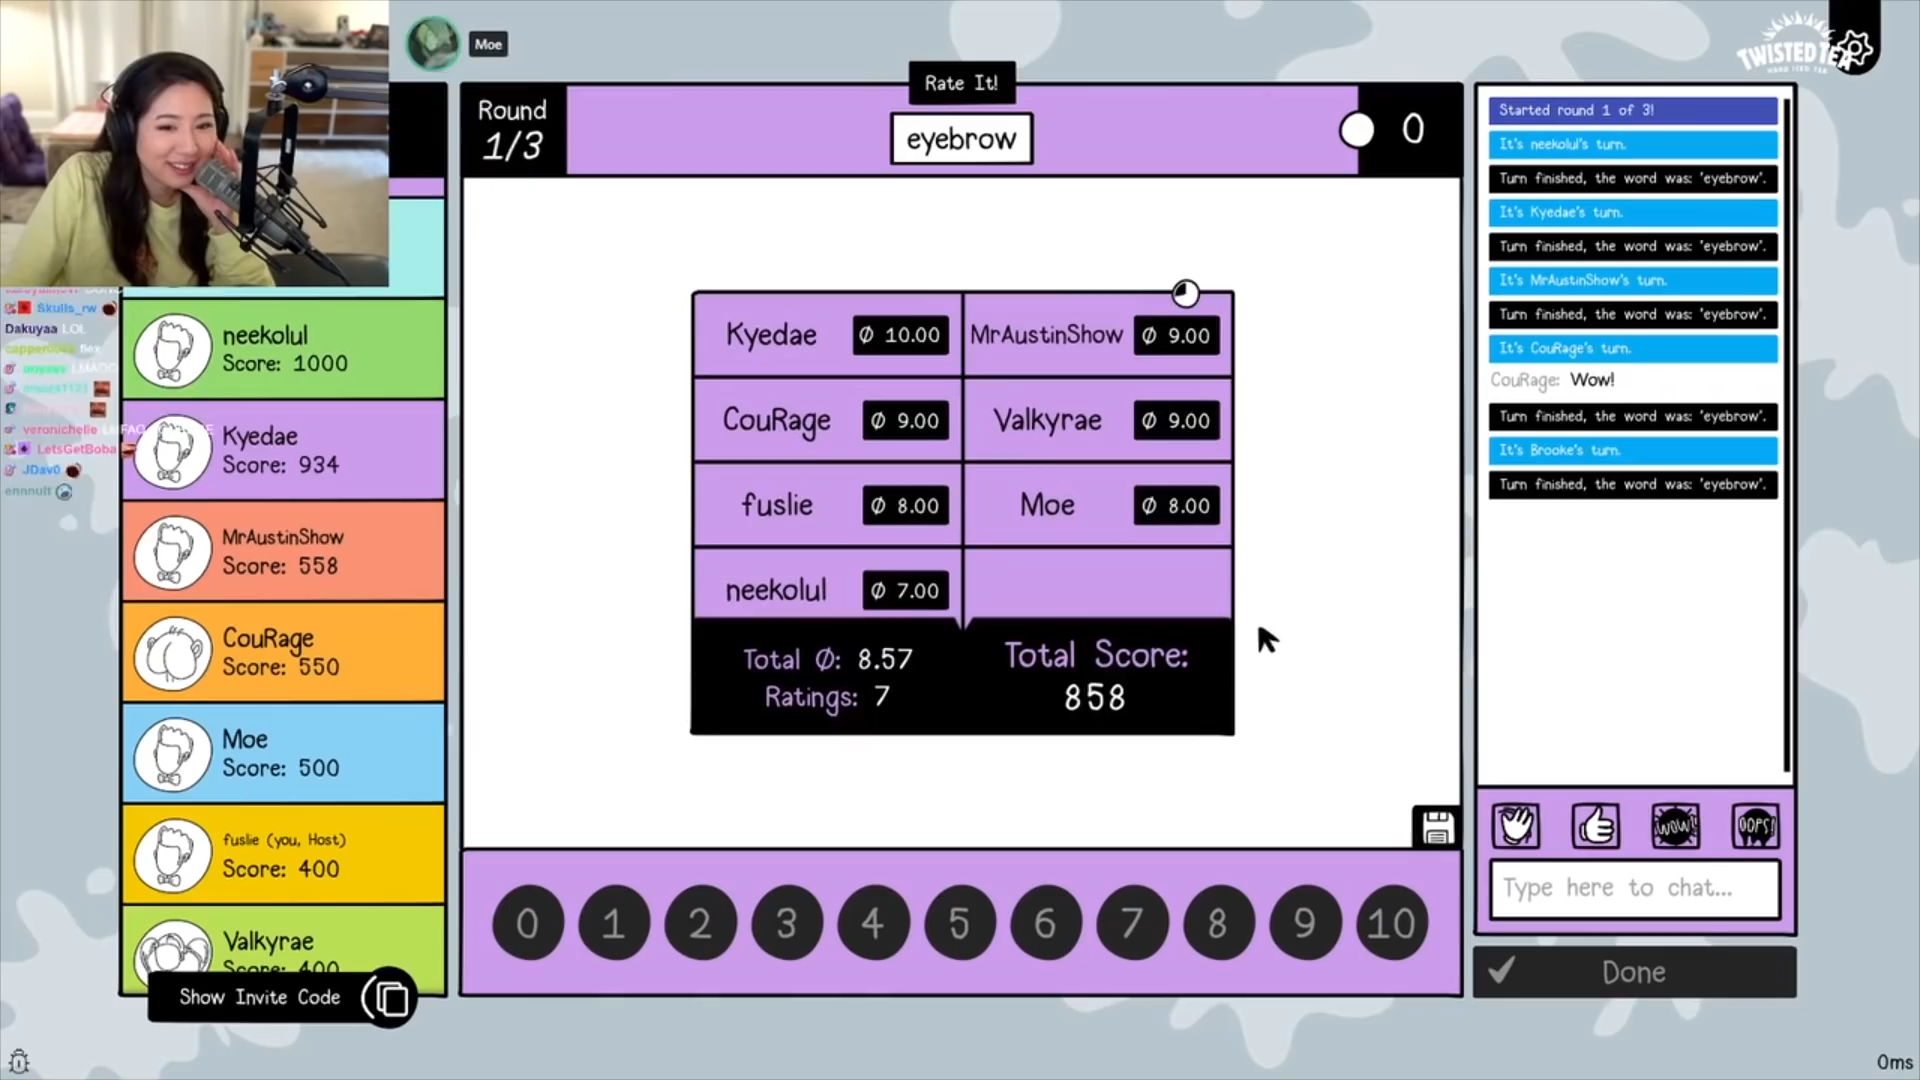 Moe
TWISTED TEA
HARD ICED TEA
Rate It!
Round
1/3
eyebrow
0
Started round 1 of 3!
It's neekolul's turn.
Turn finished, the word was: 'eyebrow'.
It's Kyedae's turn.
Turn finished, the word was: 'eyebrow'.
It's MrAustinShow's turn.
Turn finished, the word was: 'eyebrow'.
It's CouRage's turn.
CouRage: Wow!
Turn finished, the word was: 'eyebrow'.
It's Brooke's turn.
Turn finished, the word was: 'eyebrow'.
Skulls_rw
Dakuyaa LOL
veronichelle
LetsGetBoba
JDav0
ennnuit
neekolul
Score: 1000
Kyedae
Score: 934
MrAustinShow
Score: 558
CouRage
Score: 550
Moe
Score: 500
fuslie (you, Host)
Score: 400
Valkyrae
Score: 400
Show Invite Code
Kyedae Ø 10.00 MrAustinShow Ø 9.00
CouRage Ø 9.00 Valkyrae Ø 9.00
fuslie Ø 8.00 Moe Ø 8.00
neekolul Ø 7.00
Total Ø: 8.57
Ratings: 7
Total Score:
858
0 1 2 3 4 5 6 7 8 9 10
WOW!
OOPS!
Type here to chat...
Done
0ms